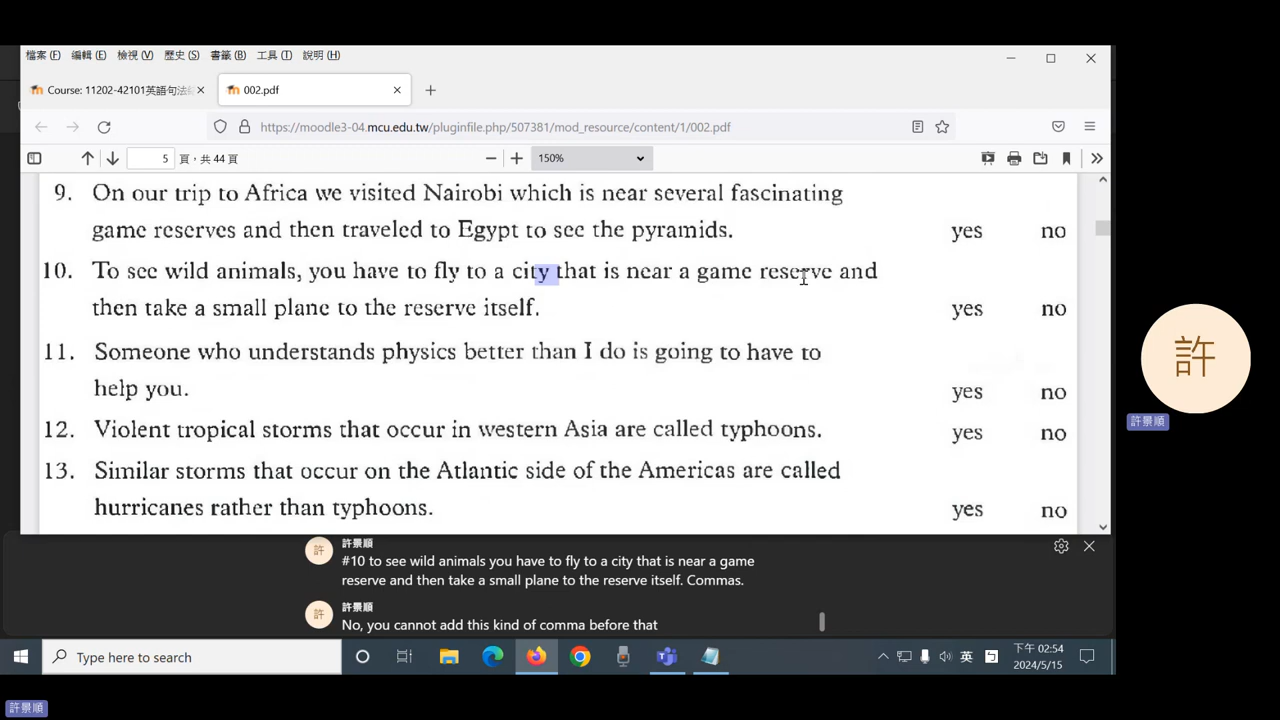 檔案(F) 編輯(E) 檢視(V) 歷史(S) 書籤(B) 工具(T) 說明(H)
Course: 11202-42101英語句法
002.pdf
https://moodle3-04.mcu.edu.tw/pluginfile.php/507381/mod_resource/content/1/002.pdf
5 頁，共 44 頁
150%
9. On our trip to Africa we visited Nairobi which is near several fascinating
game reserves and then traveled to Egypt to see the pyramids. yes no
10. To see wild animals, you have to fly to a city that is near a game reserve and
then take a small plane to the reserve itself. yes no
11. Someone who understands physics better than I do is going to have to
help you. yes no
12. Violent tropical storms that occur in western Asia are called typhoons. yes no
13. Similar storms that occur on the Atlantic side of the Americas are called
hurricanes rather than typhoons. yes no
許
許景順
許 許景順
#10 to see wild animals you have to fly to a city that is near a game
reserve and then take a small plane to the reserve itself. Commas.
許 許景順
No, you cannot add this kind of comma before that
Type here to search
英
下午 02:54
2024/5/15
許景順